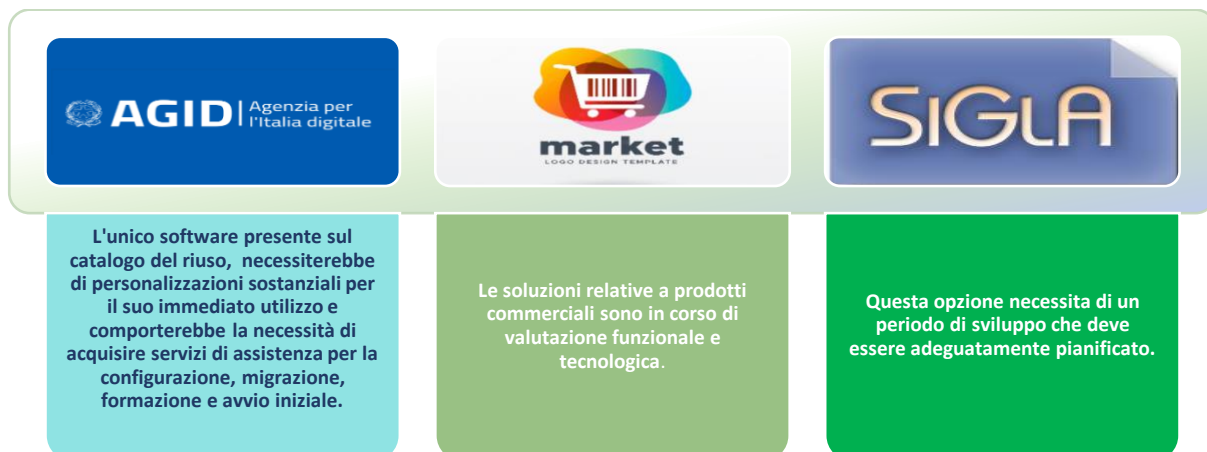 AGID
Agenzia per
l'Italia digitale
market
LOGO DESIGN TEMPLATE
SIGLA
L'unico software presente sul
catalogo del riuso, necessiterebbe
di personalizzazioni sostanziali per
il suo immediato utilizzo e
comporterebbe la necessità di
acquisire servizi di assistenza per la
configurazione, migrazione,
formazione e avvio iniziale.
Le soluzioni relative a prodotti
commerciali sono in corso di
valutazione funzionale e
tecnologica.
Questa opzione necessita di un
periodo di sviluppo che deve
essere adeguatamente pianificato.